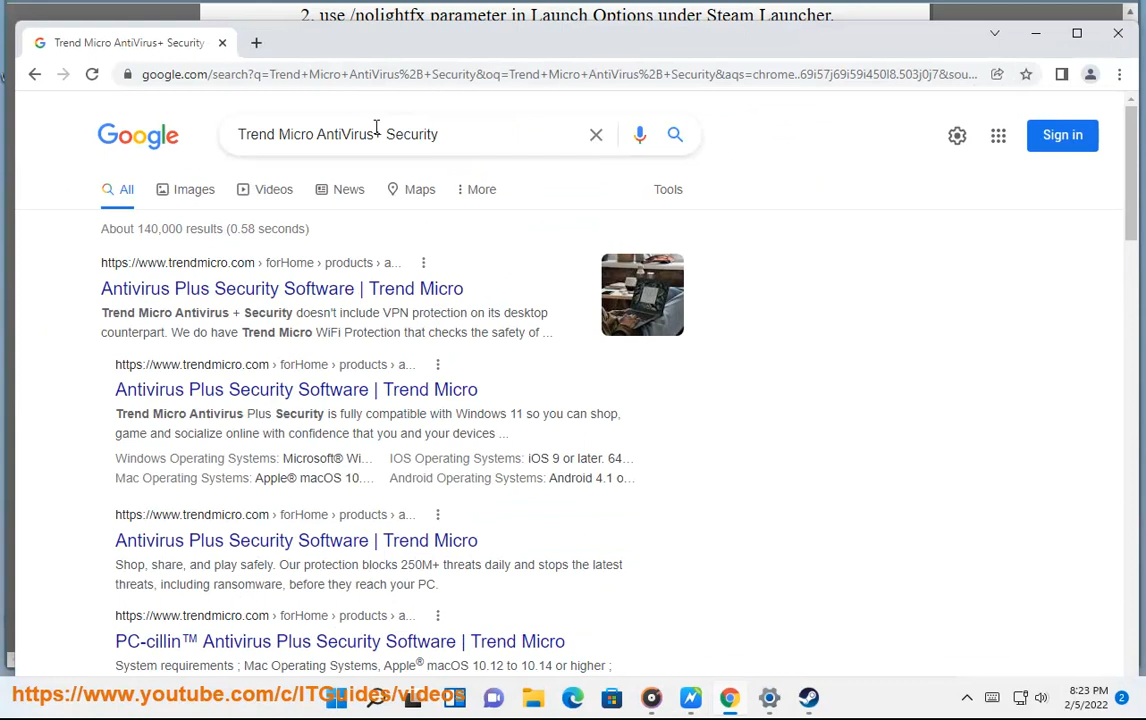 2. use /nolightfx parameter in Launch Options under Steam Launcher.
Trend Micro AntiVirus+ Security
google.com/search?q=Trend+Micro+AntiVirus%2B+Security&oq=Trend+Micro+AntiVirus%2B+Security&aqs=chrome..69i57j69i59i450l8.503j0j7&sou...
Google
Trend Micro AntiVirus+ Security
Sign in
All Images Videos News Maps More Tools
About 140,000 results (0.58 seconds)
https://www.trendmicro.com › forHome › products › a...
Antivirus Plus Security Software | Trend Micro
Trend Micro Antivirus + Security doesn't include VPN protection on its desktop
counterpart. We do have Trend Micro WiFi Protection that checks the safety of ...
https://www.trendmicro.com › forHome › products › a...
Antivirus Plus Security Software | Trend Micro
Trend Micro Antivirus Plus Security is fully compatible with Windows 11 so you can shop,
game and socialize online with confidence that you and your devices ...
Windows Operating Systems: Microsoft® Wi... IOS Operating Systems: iOS 9 or later. 64...
Mac Operating Systems: Apple® macOS 10.... Android Operating Systems: Android 4.1 o...
https://www.trendmicro.com › forHome › products › a...
Antivirus Plus Security Software | Trend Micro
Shop, share, and play safely. Our protection blocks 250M+ threats daily and stops the latest
threats, including ransomware, before they reach your PC.
https://www.trendmicro.com › forHome › products › a...
PC-cillin™ Antivirus Plus Security Software | Trend Micro
System requirements ; Mac Operating Systems, Apple® macOS 10.12 to 10.14 or higher ;
https://www.youtube.com/c/ITGuides/videos
8:23 PM
2/5/2022
2